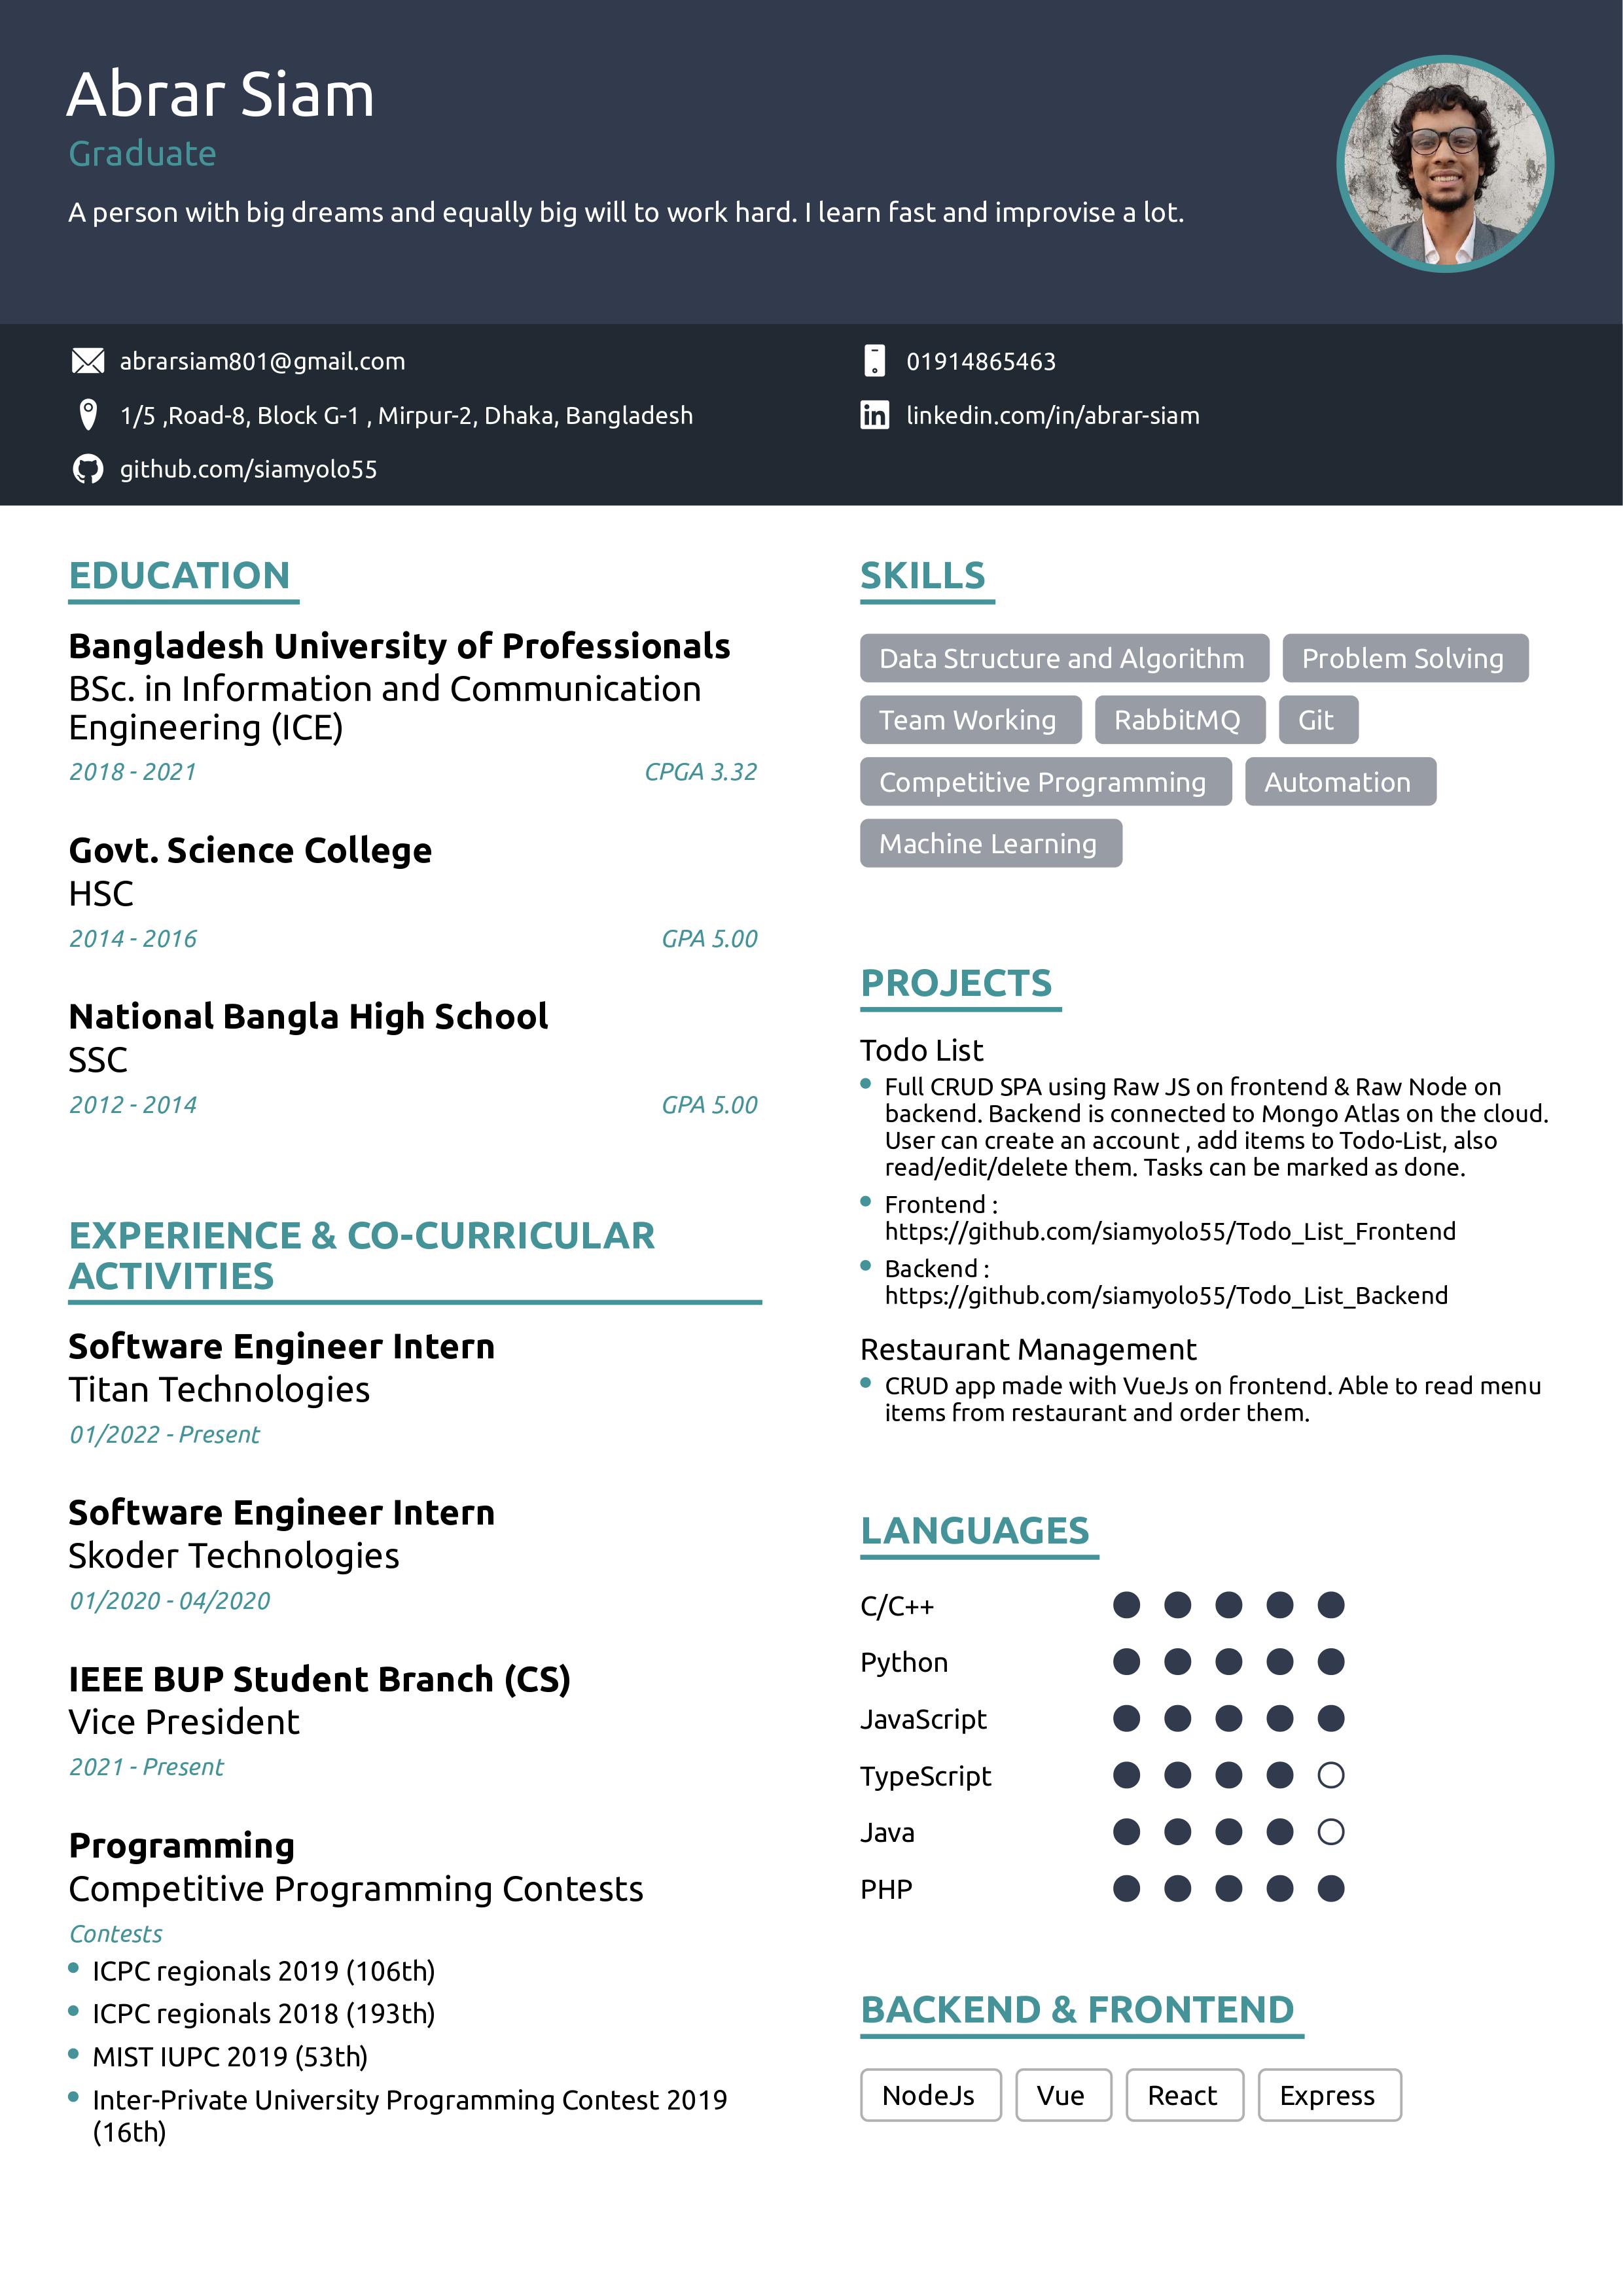 Abrar Siam
Graduate
A person with big dreams and equally big will to work hard. I learn fast and improvise a lot.
abrarsiam801@gmail.com
01914865463
1/5 ,Road-8, Block G-1 , Mirpur-2, Dhaka, Bangladesh
linkedin.com/in/abrar-siam
github.com/siamyolo55
EDUCATION
Bangladesh University of Professionals
BSc. in Information and Communication
Engineering (ICE)
2018 - 2021 CPGA 3.32
Govt. Science College
HSC
2014 - 2016 GPA 5.00
National Bangla High School
SSC
2012 - 2014 GPA 5.00
EXPERIENCE & CO-CURRICULAR
ACTIVITIES
Software Engineer Intern
Titan Technologies
01/2022 - Present
Software Engineer Intern
Skoder Technologies
01/2020 - 04/2020
IEEE BUP Student Branch (CS)
Vice President
2021 - Present
Programming
Competitive Programming Contests
Contests
ICPC regionals 2019 (106th)
ICPC regionals 2018 (193th)
MIST IUPC 2019 (53th)
Inter-Private University Programming Contest 2019
(16th)
SKILLS
Data Structure and Algorithm Problem Solving
Team Working RabbitMQ Git
Competitive Programming Automation
Machine Learning
PROJECTS
Todo List
Full CRUD SPA using Raw JS on frontend & Raw Node on
backend. Backend is connected to Mongo Atlas on the cloud.
User can create an account , add items to Todo-List, also
read/edit/delete them. Tasks can be marked as done.
Frontend :
https://github.com/siamyolo55/Todo_List_Frontend
Backend :
https://github.com/siamyolo55/Todo_List_Backend
Restaurant Management
CRUD app made with VueJs on frontend. Able to read menu
items from restaurant and order them.
LANGUAGES
C/C++
Python
JavaScript
TypeScript
Java
PHP
BACKEND & FRONTEND
NodeJs Vue React Express